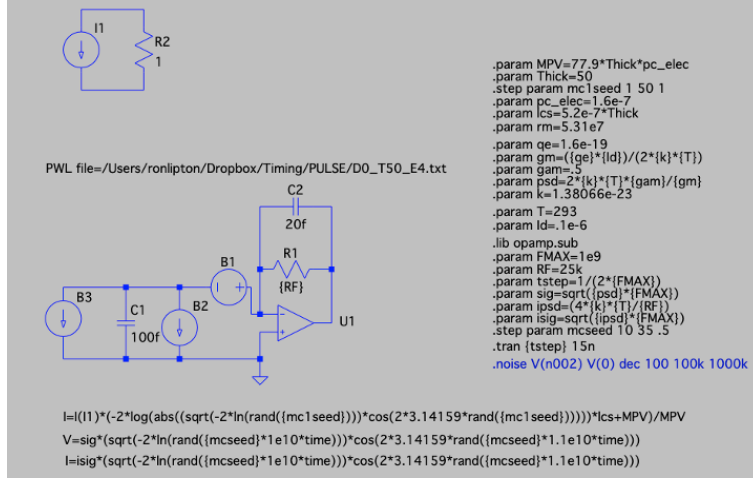 I1
R2
1
.param MPV=77.9*Thick*pc_elec
.param Thick=50
.step param mc1seed 1 50 1
.param pc_elec=1.6e-7
.param lcs=5.2e-7*Thick
.param rm=5.31e7
.param qe=1.6e-19
.param gm=({qe}*{Id})/(2*{k}*{T})
.param gam=.5
.param psd=2*{k}*{T}*{gam}/{gm}
.param k=1.38066e-23
.param T=293
.param Id=.1e-6
.lib opamp.sub
.param FMAX=1e9
.param RF=25k
.param tstep=1/(2*{FMAX})
.param sig=sqrt({psd}*{FMAX})
.param ipsd=(4*{k}*{T}/{RF})
.param isig=sqrt({ipsd}*{FMAX})
.step param mcseed 10 35 .5
.tran {tstep} 15n
.noise V(n002) V(0) dec 100 100k 1000k
PWL file=/Users/ronlipton/Dropbox/Timing/PULSE/D0_T50_E4.txt
C2
20f
R1
{RF}
B1
B3
C1
100f
B2
U1
I=I(I1)*(-2*log(abs((sqrt(-2*ln(rand({mc1seed})))*cos(2*3.14159*rand({mc1seed}))))))*lcs+MPV)/MPV
V=sig*(sqrt(-2*ln(rand({mcseed}*1e10*time)))*cos(2*3.14159*rand({mcseed}*1.1e10*time)))
I=isig*(sqrt(-2*ln(rand({mcseed}*1e10*time)))*cos(2*3.14159*rand({mcseed}*1.1e10*time)))